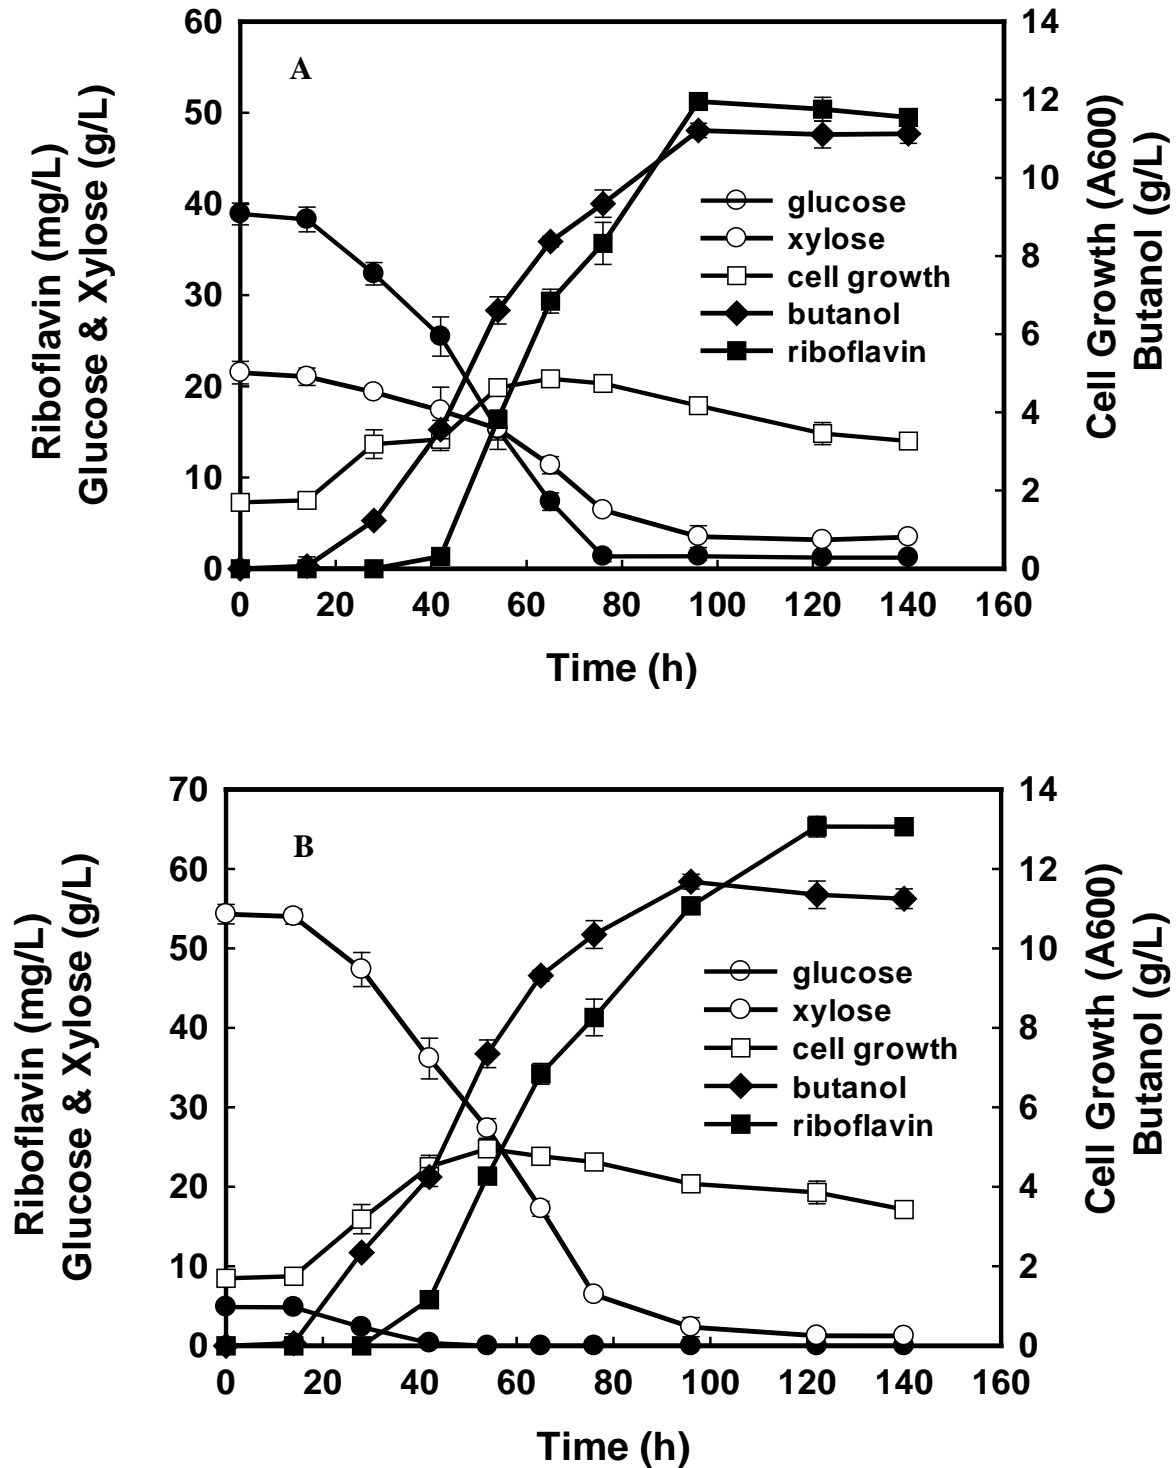 A
60
50
40
30
20
10
0
14
12
10
8
6
4
2
0
0 20 40 60 80 100 120 140 160
Riboflavin (mg/L)
Glucose & Xylose (g/L)
Cell Growth (A600)
Butanol (g/L)
glucose
xylose
cell growth
butanol
riboflavin
Time (h)
B
70
60
50
40
30
20
10
0
14
12
10
8
6
4
2
0
0 20 40 60 80 100 120 140 160
Riboflavin (mg/L)
Glucose & Xylose (g/L)
Cell Growth (A600)
Butanol (g/L)
glucose
xylose
cell growth
butanol
riboflavin
Time (h)